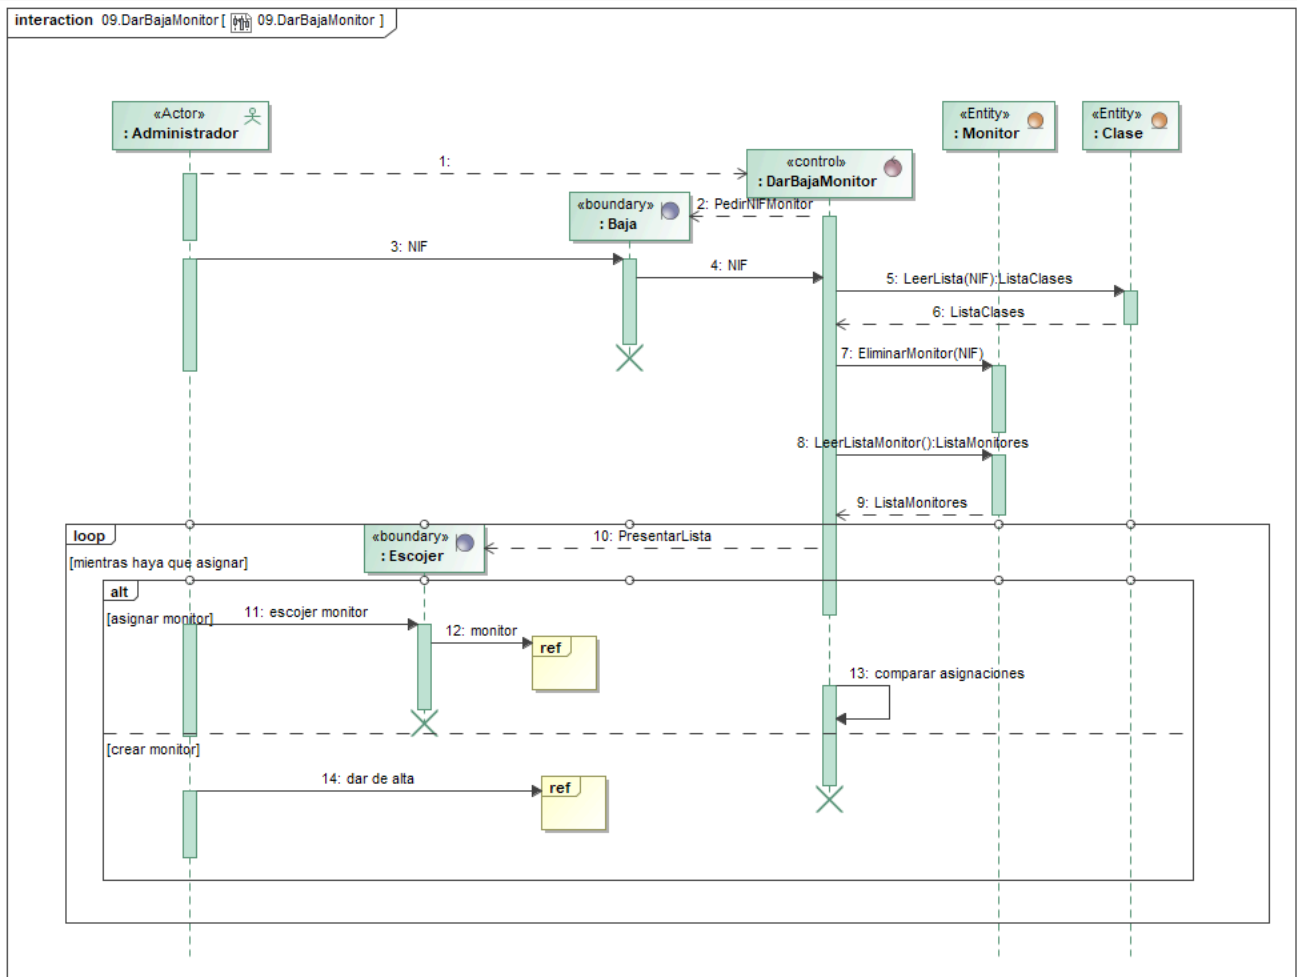 interaction 09.DarBajaMonitor[ 09.DarBajaMonitor ]
«Actor»
: Administrador
«Entity»
: Monitor
«Entity»
: Clase
1:
«control»
: DarBajaMonitor
«boundary»
: Baja
2: PedirNIFMonitor
3: NIF
4: NIF
5: LeerLista(NIF):ListaClases
6: ListaClases
7: EliminarMonitor(NIF)
8: LeerListaMonitor():ListaMonitores
9: ListaMonitores
loop
[mientras haya que asignar]
«boundary»
: Escojer
10: PresentarLista
alt
[asignar monitor]
11: escojer monitor
12: monitor
ref
13: comparar asignaciones
[crear monitor]
14: dar de alta
ref